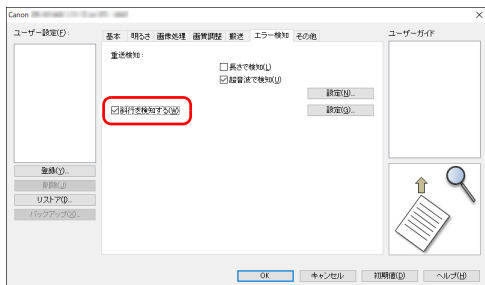 Canon
ユーザー設定(F):
基本 明るさ 画像処理 画質調整 搬送 エラー検知 その他
ユーザーガイド
重送検知:
長さで検知(L)
超音波で検知(U)
設定(N)...
斜行を検知する(W)
設定(G)...
登録(Y)...
削除(J)
リストア(I)...
バックアップ(X)...
OK キャンセル 初期値(D) ヘルプ(H)